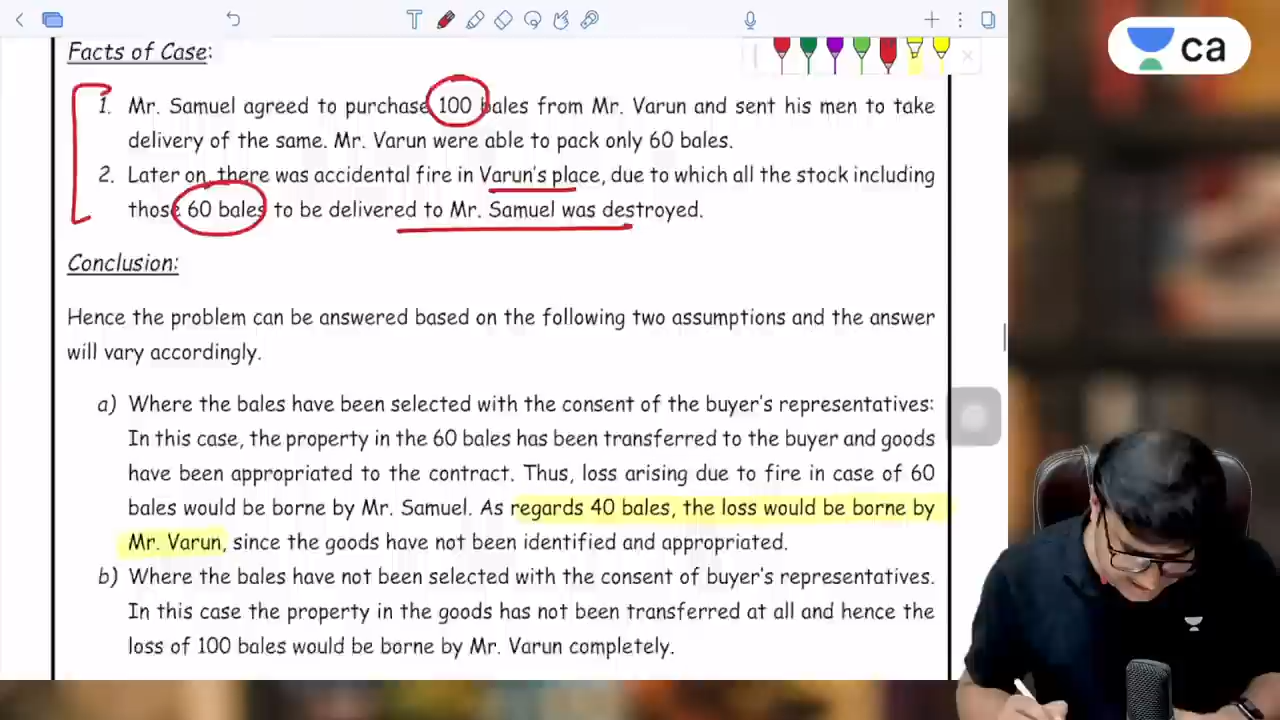 ca
Facts of Case:
1. Mr. Samuel agreed to purchase 100 bales from Mr. Varun and sent his men to take
delivery of the same. Mr. Varun were able to pack only 60 bales.
2. Later on, there was accidental fire in Varun's place, due to which all the stock including
those 60 bales to be delivered to Mr. Samuel was destroyed.
Conclusion:
Hence the problem can be answered based on the following two assumptions and the answer
will vary accordingly.
a) Where the bales have been selected with the consent of the buyer's representatives:
In this case, the property in the 60 bales has been transferred to the buyer and goods
have been appropriated to the contract. Thus, loss arising due to fire in case of 60
bales would be borne by Mr. Samuel. As regards 40 bales, the loss would be borne by
Mr. Varun, since the goods have not been identified and appropriated.
b) Where the bales have not been selected with the consent of buyer's representatives.
In this case the property in the goods has not been transferred at all and hence the
loss of 100 bales would be borne by Mr. Varun completely.